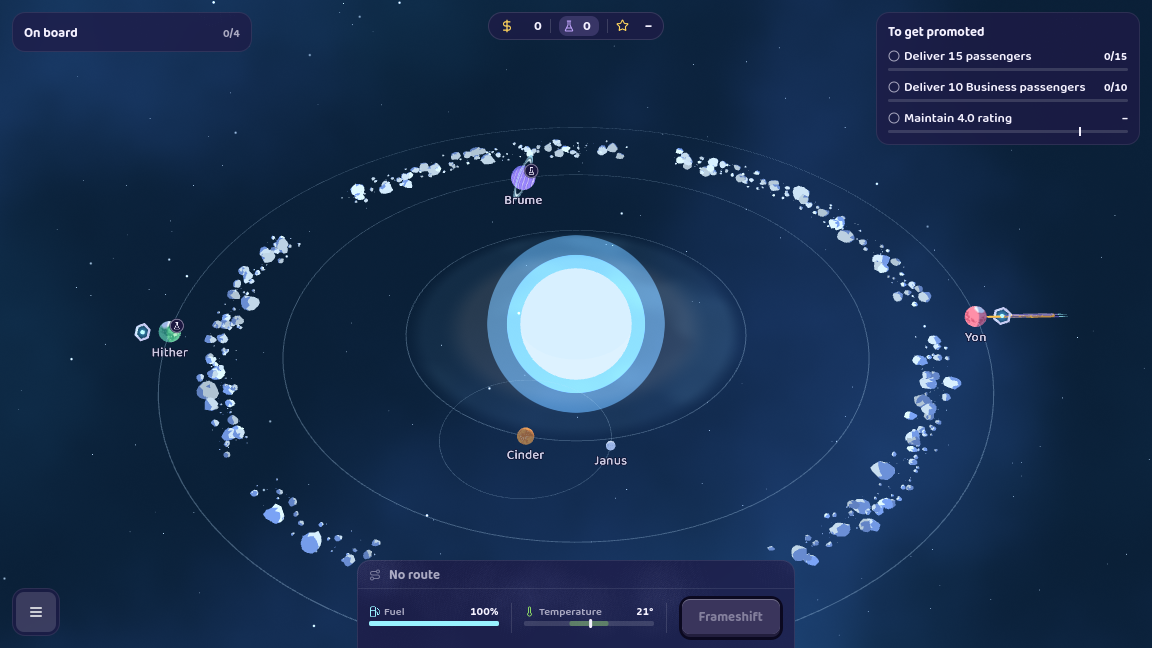 On board 0/4
$ 0 0 –
To get promoted
Deliver 15 passengers 0/15
Deliver 10 Business passengers 0/10
Maintain 4.0 rating –
Brume
Hither
Yon
Cinder
Janus
No route
Fuel 100% Temperature 21°
Frameshift